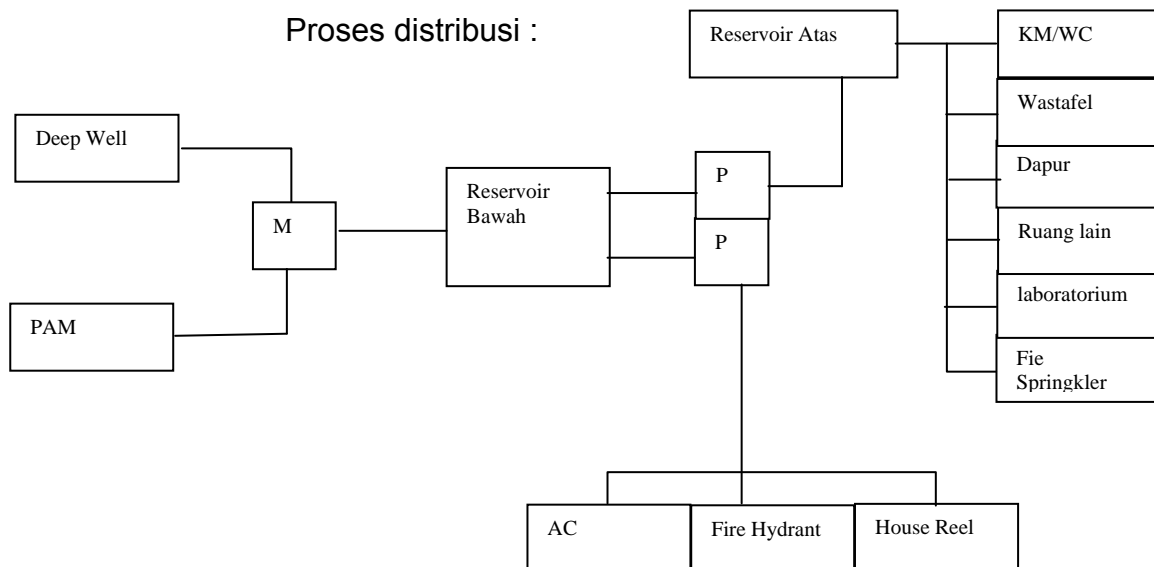 Proses distribusi :
Reservoir Atas
KM/WC
Wastafel
Deep Well
Dapur
P
Reservoir
Bawah
M
P
Ruang lain
laboratorium
PAM
Fie
Springkler
AC
Fire Hydrant
House Reel